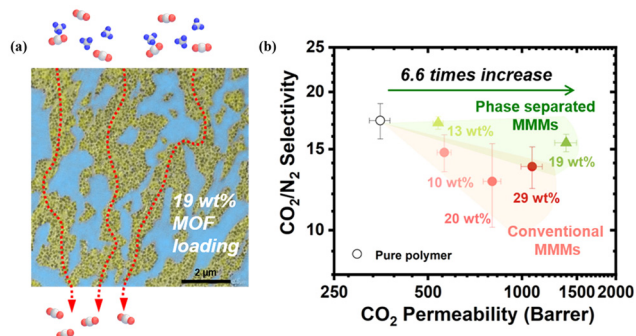 (a)
19 wt%
MOF
loading
2 µm
(b)
25
20
15
10
CO₂/N₂ Selectivity
6.6 times increase
Phase separated
MMMs
13 wt%
19 wt%
10 wt%
29 wt%
20 wt%
Conventional
MMMs
Pure polymer
500
1000
1500
2000
CO₂ Permeability (Barrer)